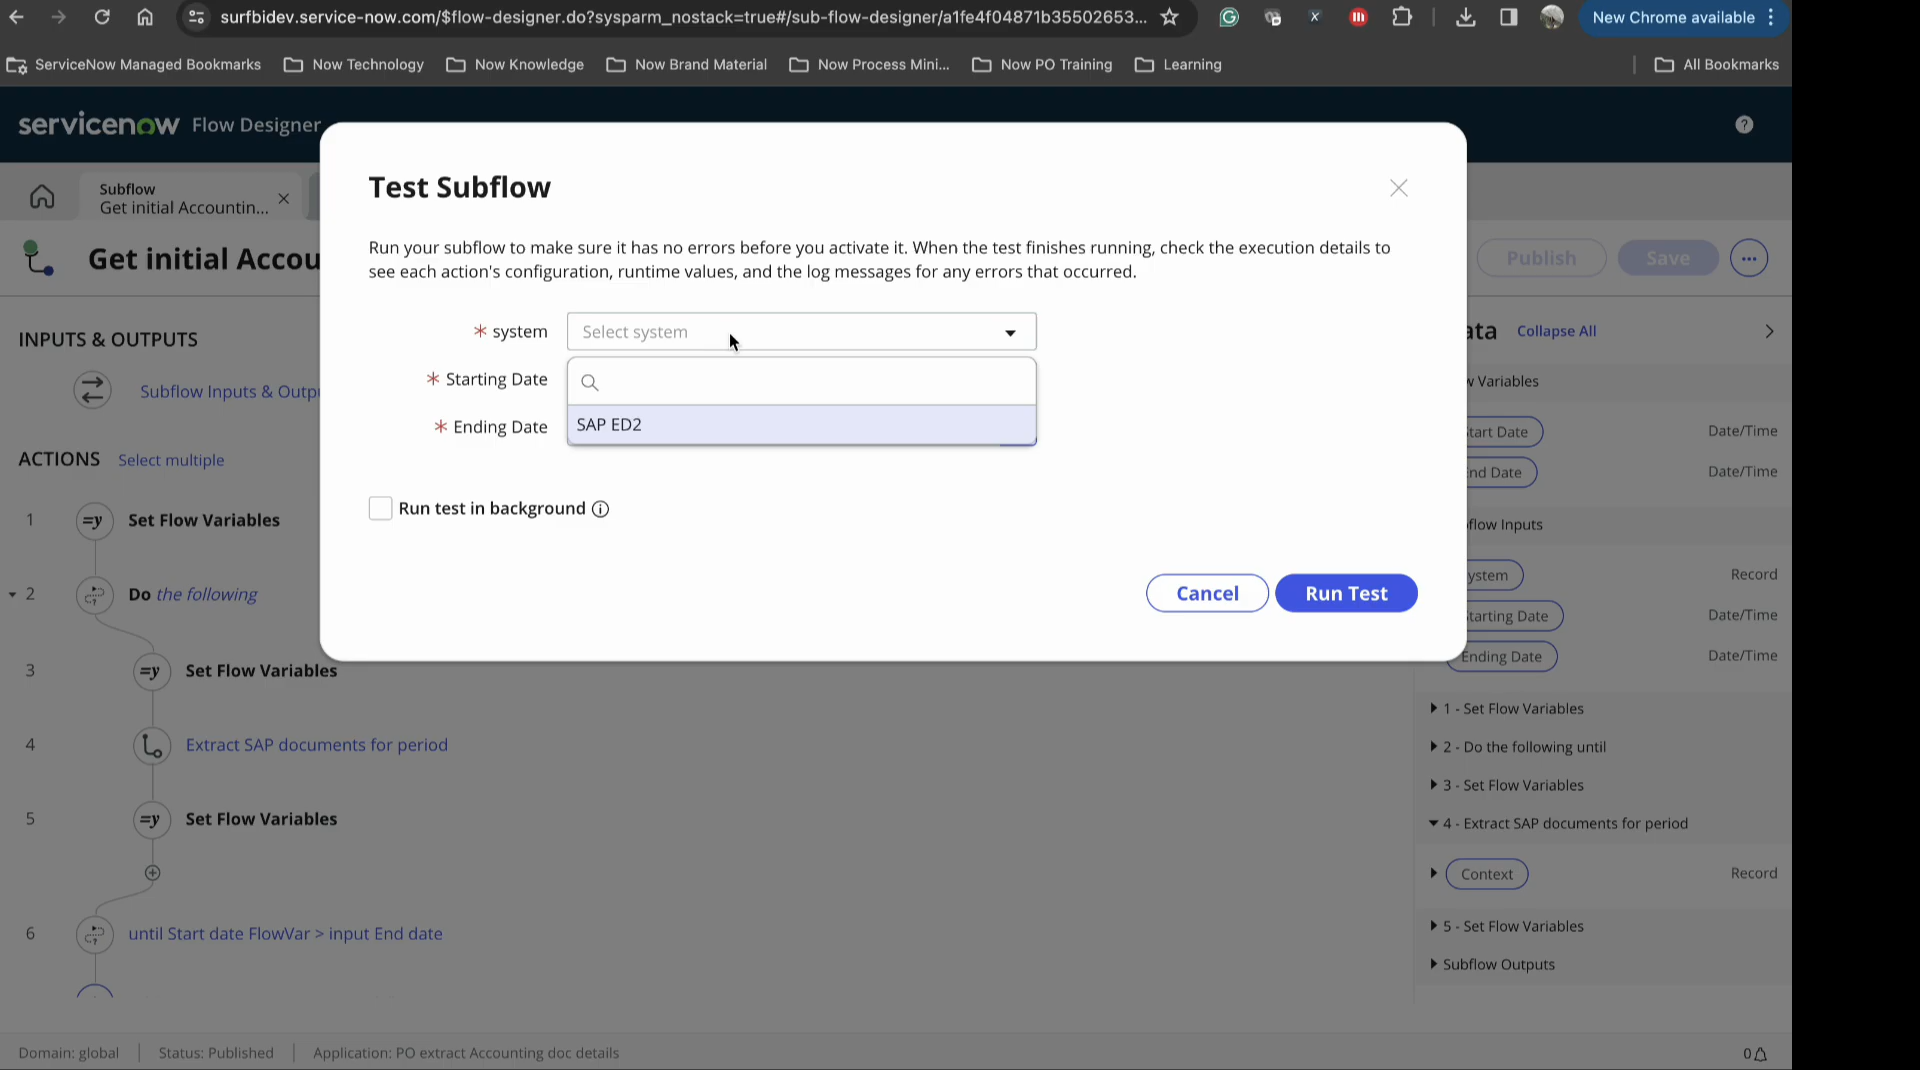 surfbidev.service-now.com/$flow-designer.do?sysparm_nostack=true#/sub-flow-designer/a1fe4f04871b35502653...
New Chrome available
ServiceNow Managed Bookmarks
Now Technology
Now Knowledge
Now Brand Material
Now Process Mini...
Now PO Training
Learning
All Bookmarks
servicenow Flow Designer
Subflow
Get initial Accountin...
Get initial Accou
Publish
Save
Test Subflow
Run your subflow to make sure it has no errors before you activate it. When the test finishes running, check the execution details to
see each action's configuration, runtime values, and the log messages for any errors that occurred.
* system
Select system
* Starting Date
* Ending Date
SAP ED2
Run test in background
Cancel
Run Test
INPUTS & OUTPUTS
Subflow Inputs & Outpu
ACTIONS Select multiple
1 =y Set Flow Variables
2 Do the following
3 =y Set Flow Variables
4 Extract SAP documents for period
5 =y Set Flow Variables
6 until Start date FlowVar > input End date
ata Collapse All
w Variables
tart Date Date/Time
nd Date Date/Time
flow Inputs
ystem Record
tarting Date Date/Time
Ending Date Date/Time
1 - Set Flow Variables
2 - Do the following until
3 - Set Flow Variables
4 - Extract SAP documents for period
Context Record
5 - Set Flow Variables
Subflow Outputs
Domain: global
Status: Published
Application: PO extract Accounting doc details
0